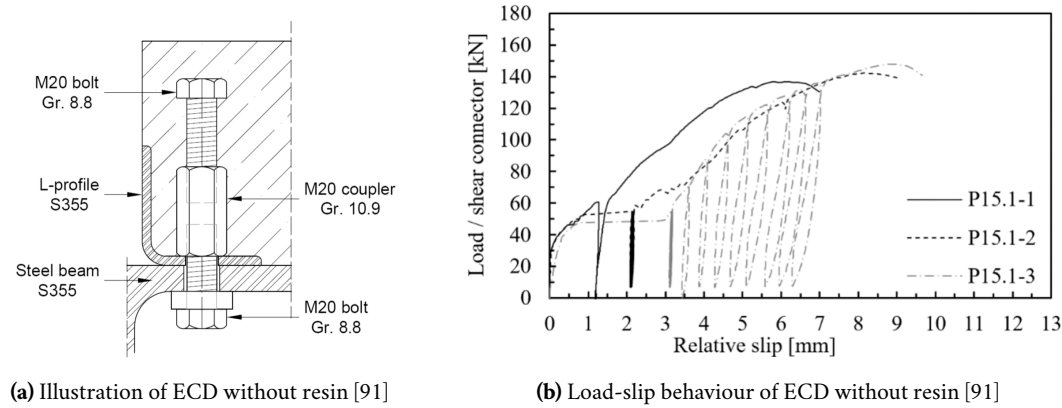 M20 bolt
Gr. 8.8
L-profile
S355
M20 coupler
Gr. 10.9
Steel beam
S355
M20 bolt
Gr. 8.8
(a) Illustration of ECD without resin [91]
Load / shear connector [kN]
180
160
140
120
100
80
60
40
20
0
P15.1-1
P15.1-2
P15.1-3
0 1 2 3 4 5 6 7 8 9 10 11 12 13
Relative slip [mm]
(b) Load-slip behaviour of ECD without resin [91]